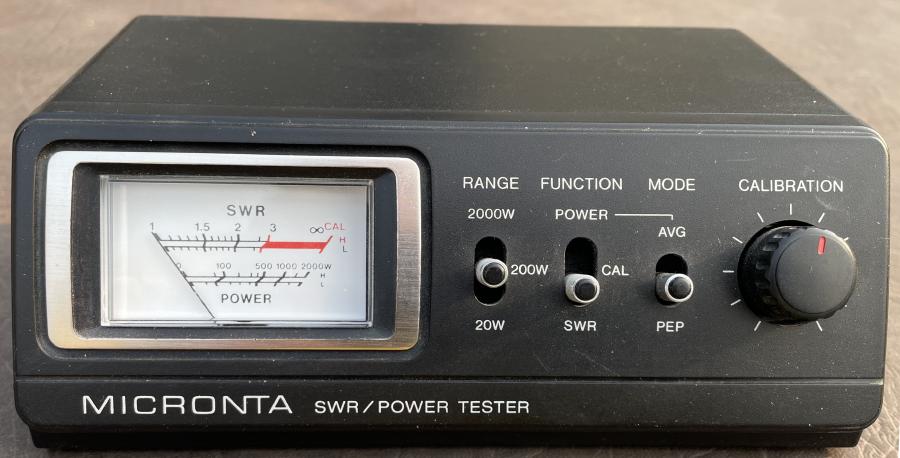 SWR
1 1.5 2 3 ∞ CAL
H
L
0 100 500 1000 2000W
H
L
POWER
RANGE FUNCTION MODE CALIBRATION
2000W POWER
AVG
200W CAL
20W SWR PEP
MICRONTA SWR/POWER TESTER